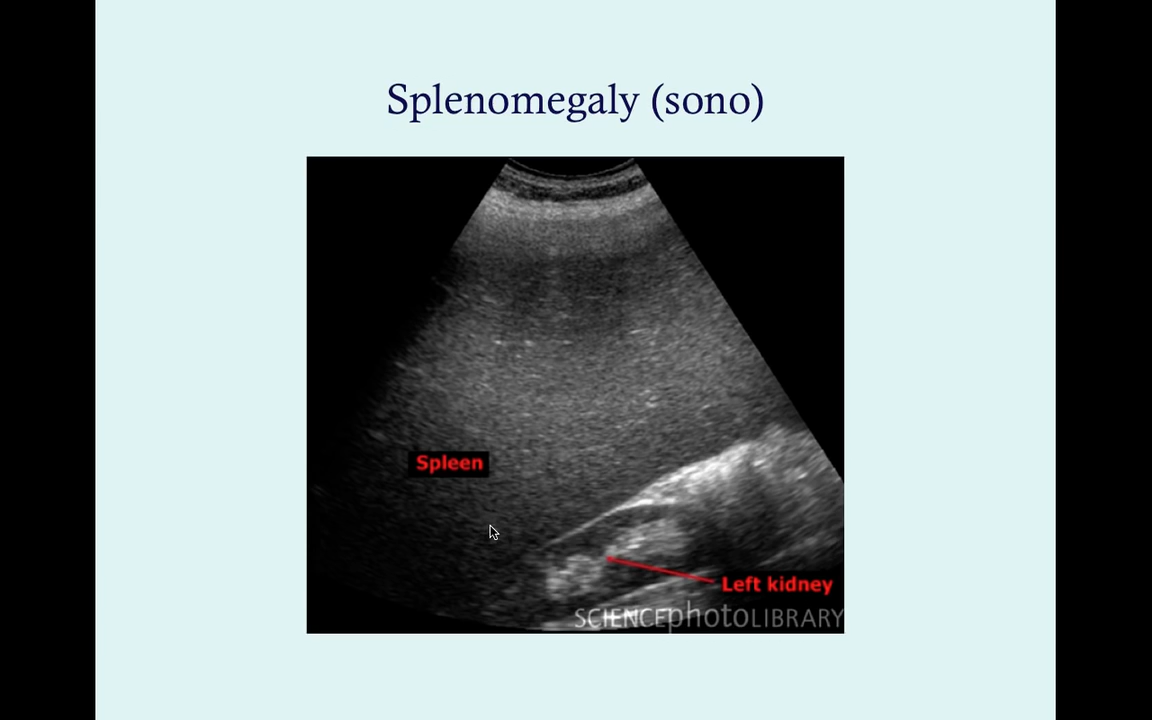 Splenomegaly (sono)
Spleen
Left kidney
SCIENCEphotoLIBRARY